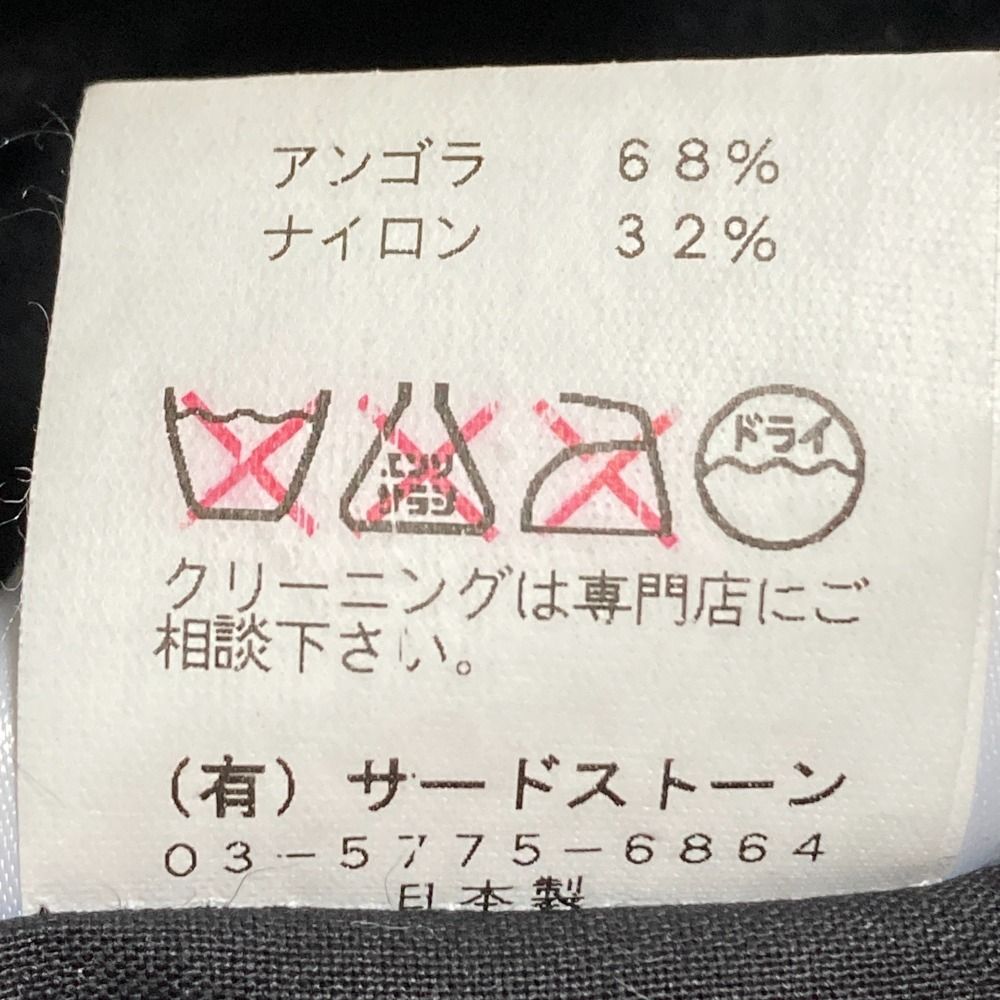 アンゴラ ６８％
ナイロン ３２％
エンソ
サラシ
ドライ
クリーニングは専門店にご
相談下さい。
（有）サードストーン
０３－５７７５－６８６４
日本製